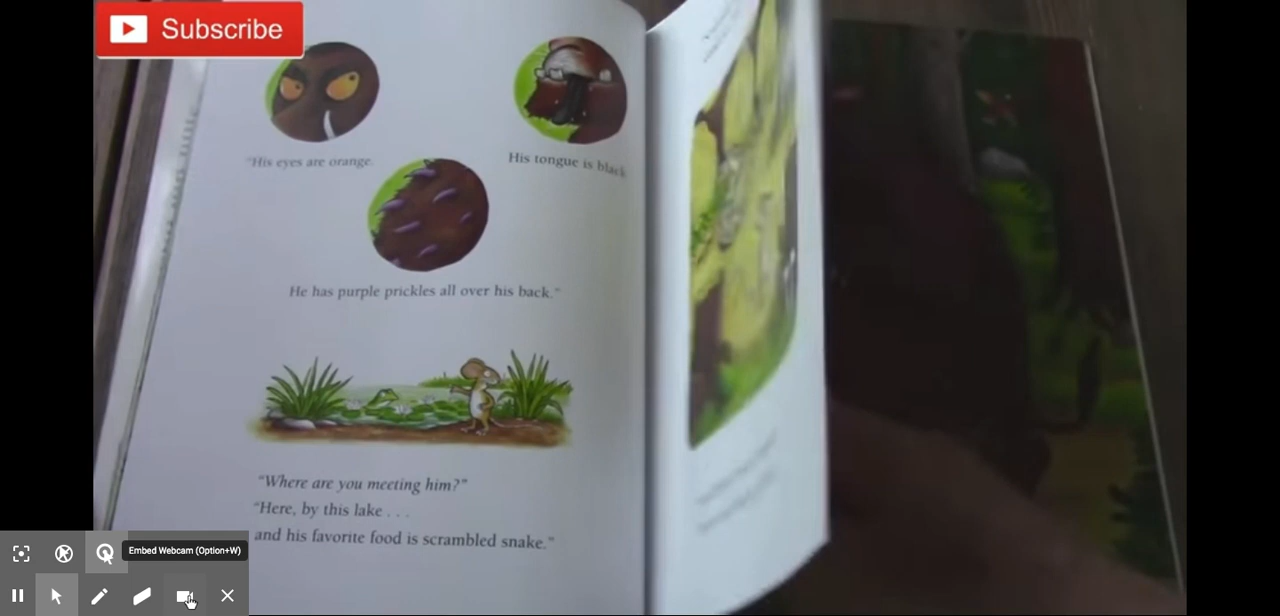 Subscribe
"His eyes are orange.
His tongue is black
He has purple prickles all over his back."
"Where are you meeting him?"
"Here, by this lake . . .
and his favorite food is scrambled snake."
Embed Webcam (Option+W)